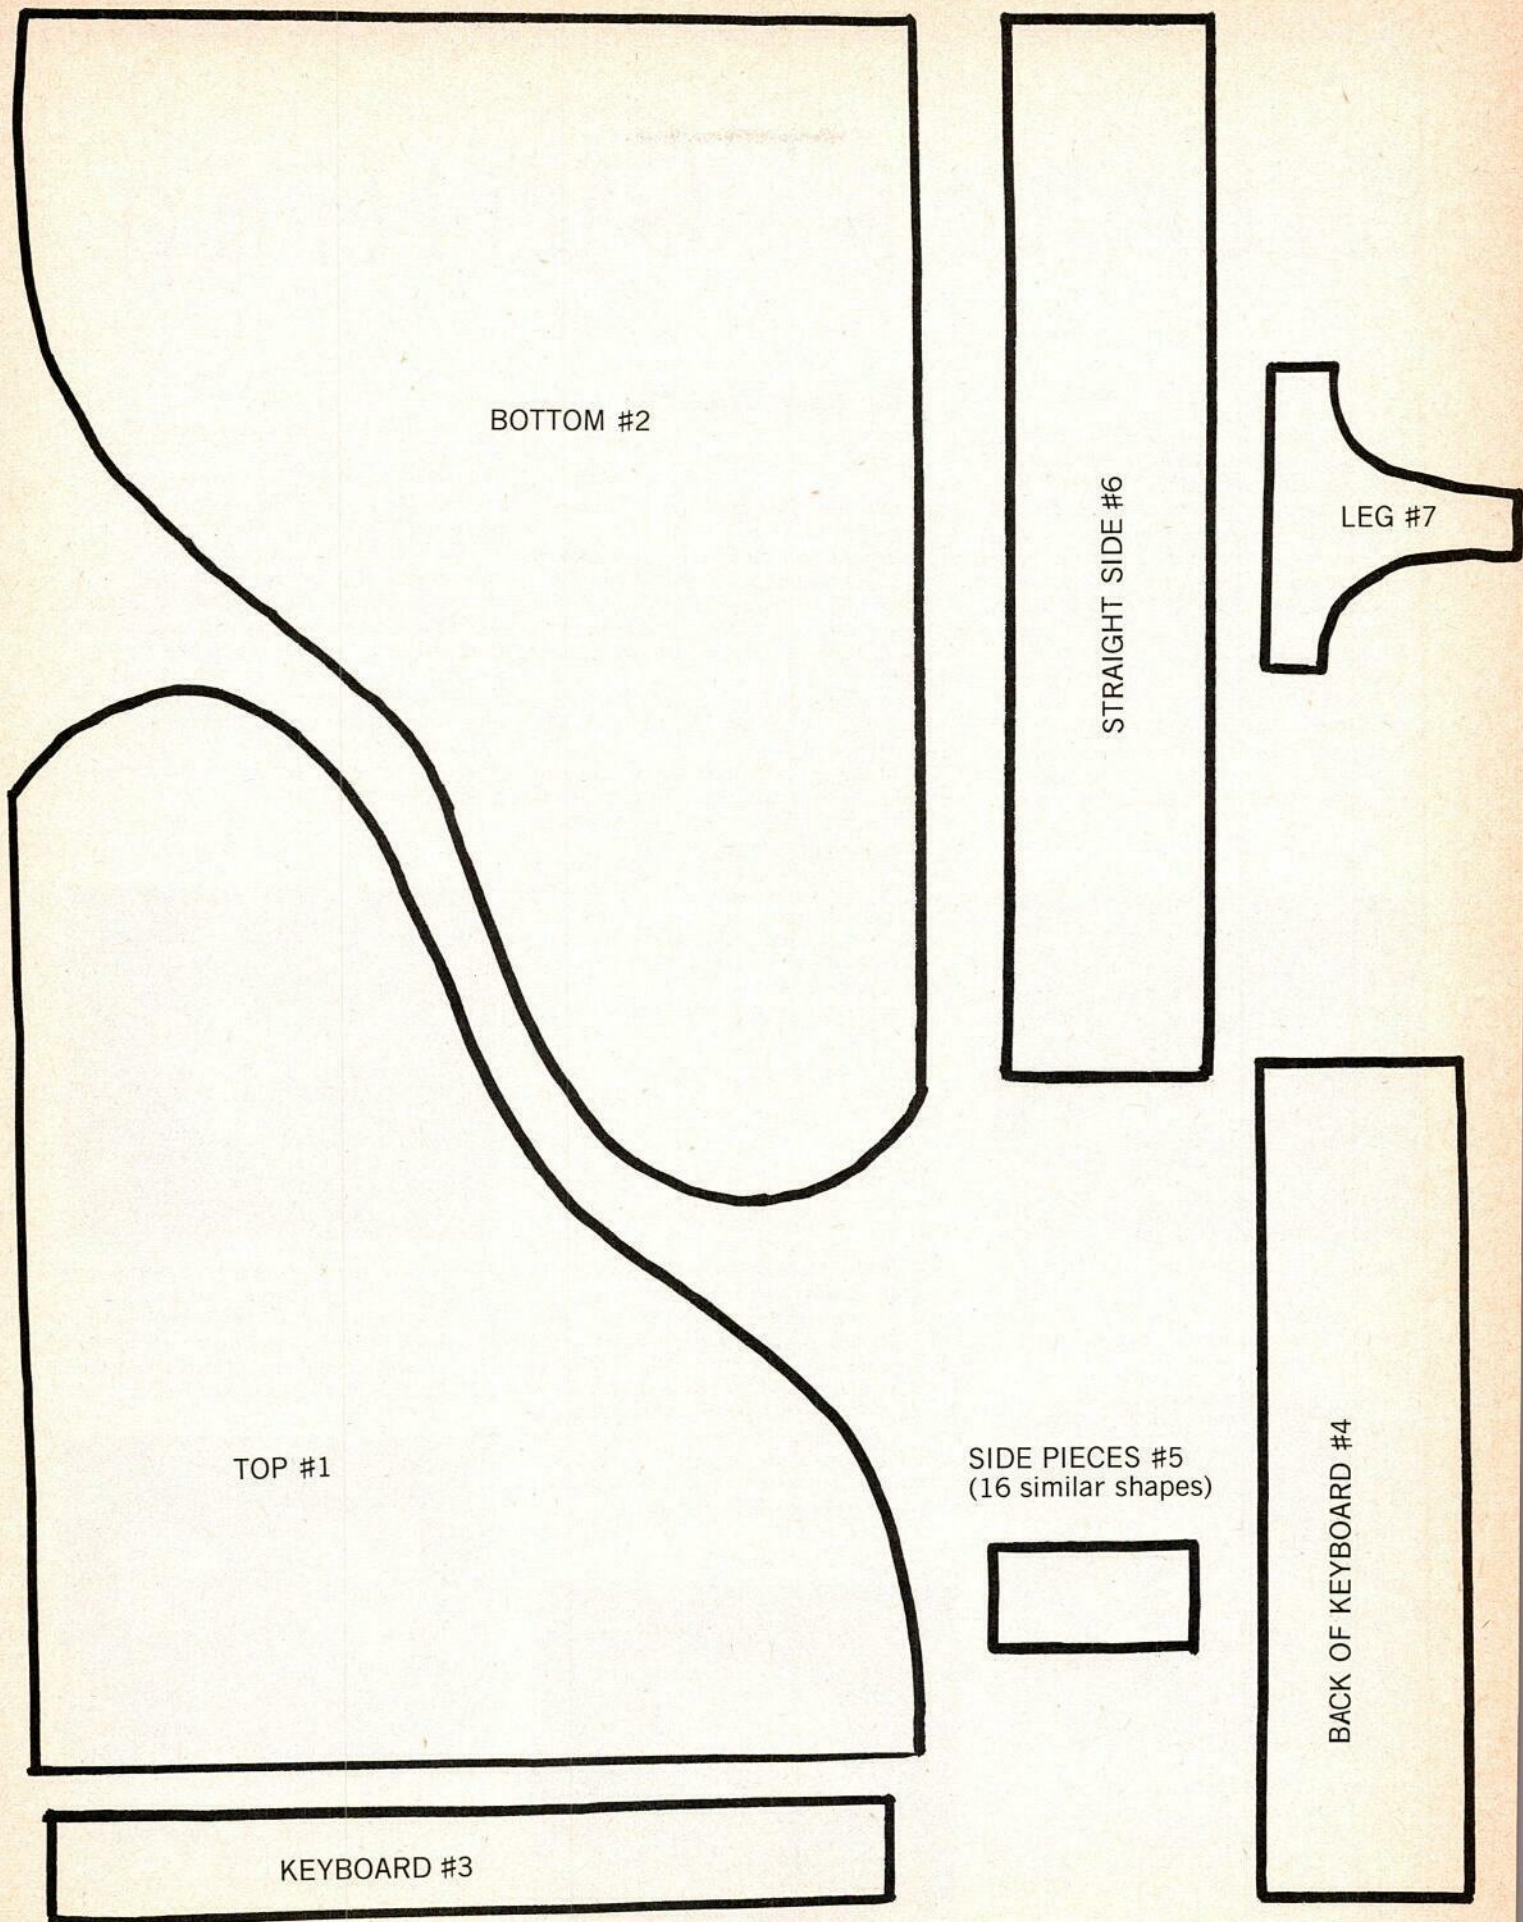 BOTTOM #2
STRAIGHT SIDE #6
LEG #7
TOP #1
SIDE PIECES #5
(16 similar shapes)
BACK OF KEYBOARD #4
KEYBOARD #3